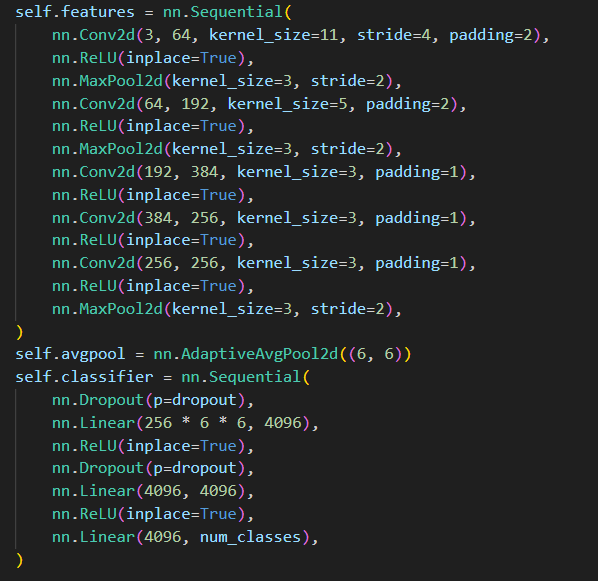 self.features = nn.Sequential(
    nn.Conv2d(3, 64, kernel_size=11, stride=4, padding=2),
    nn.ReLU(inplace=True),
    nn.MaxPool2d(kernel_size=3, stride=2),
    nn.Conv2d(64, 192, kernel_size=5, padding=2),
    nn.ReLU(inplace=True),
    nn.MaxPool2d(kernel_size=3, stride=2),
    nn.Conv2d(192, 384, kernel_size=3, padding=1),
    nn.ReLU(inplace=True),
    nn.Conv2d(384, 256, kernel_size=3, padding=1),
    nn.ReLU(inplace=True),
    nn.Conv2d(256, 256, kernel_size=3, padding=1),
    nn.ReLU(inplace=True),
    nn.MaxPool2d(kernel_size=3, stride=2),
)
self.avgpool = nn.AdaptiveAvgPool2d((6, 6))
self.classifier = nn.Sequential(
    nn.Dropout(p=dropout),
    nn.Linear(256 * 6 * 6, 4096),
    nn.ReLU(inplace=True),
    nn.Dropout(p=dropout),
    nn.Linear(4096, 4096),
    nn.ReLU(inplace=True),
    nn.Linear(4096, num_classes),
)